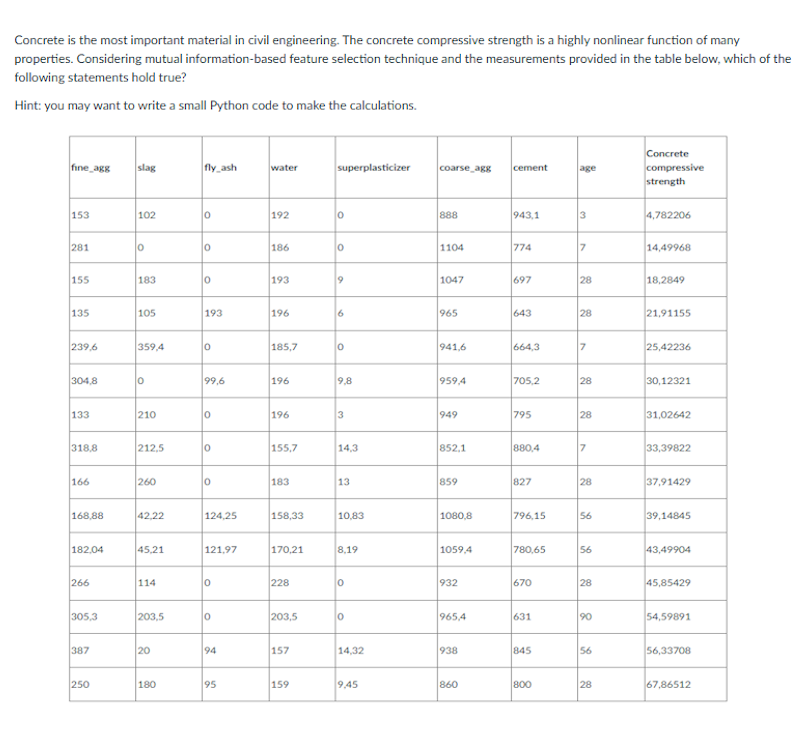 Concrete is the most important material in civil engineering. The concrete compressive strength is a highly nonlinear function of many
properties. Considering mutual information-based feature selection technique and the measurements provided in the table below, which of the
following statements hold true?
Hint: you may want to write a small Python code to make the calculations.
fine_agg slag fly_ash water superplasticizer coarse_agg cement age Concrete compressive strength
153 102 0 192 0 888 943,1 3 4,782206
281 0 0 186 0 1104 774 7 14,49968
155 183 0 193 9 1047 697 28 18,2849
135 105 193 196 6 965 643 28 21,91155
239,6 359,4 0 185,7 0 941,6 664,3 7 25,42236
304,8 0 99,6 196 9,8 959,4 705,2 28 30,12321
133 210 0 196 3 949 795 28 31,02642
318,8 212,5 0 155,7 14,3 852,1 880,4 7 33,39822
166 260 0 183 13 859 827 28 37,91429
168,88 42,22 124,25 158,33 10,83 1080,8 796,15 56 39,14845
182,04 45,21 121,97 170,21 8,19 1059,4 780,65 56 43,49904
266 114 0 228 0 932 670 28 45,85429
305,3 203,5 0 203,5 0 965,4 631 90 54,59891
387 20 94 157 14,32 938 845 56 56,33708
250 180 95 159 9,45 860 800 28 67,86512